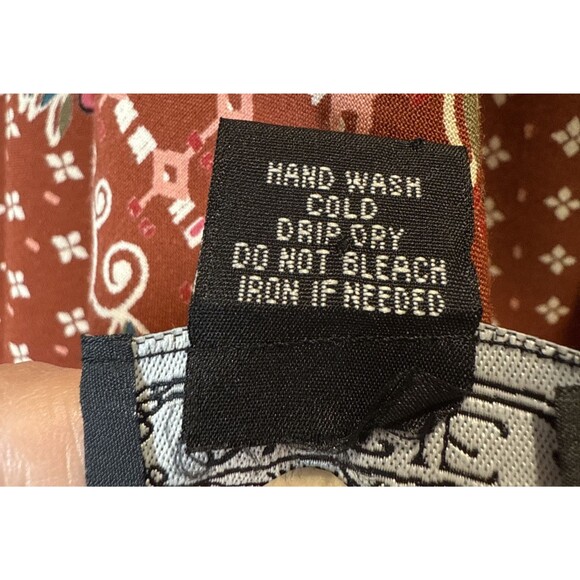 HAND WASH
COLD
DRIP DRY
DO NOT BLEACH
IRON IF NEEDED